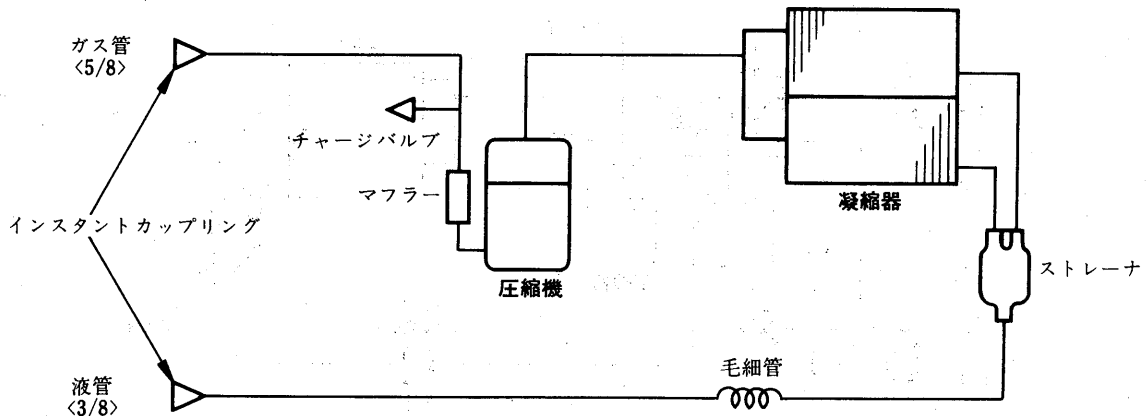 ガス管
<5/8>
チャージバルブ
マフラー
凝縮器
インスタントカップリング
ストレーナ
圧縮機
毛細管
液管
<3/8>